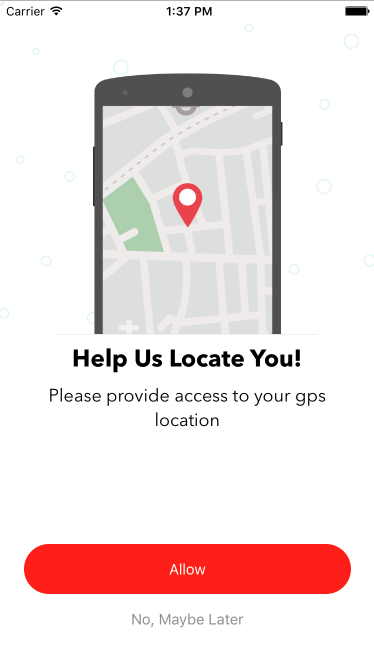 Carrier 1:37 PM
Help Us Locate You!
Please provide access to your gps
location
Allow
No, Maybe Later